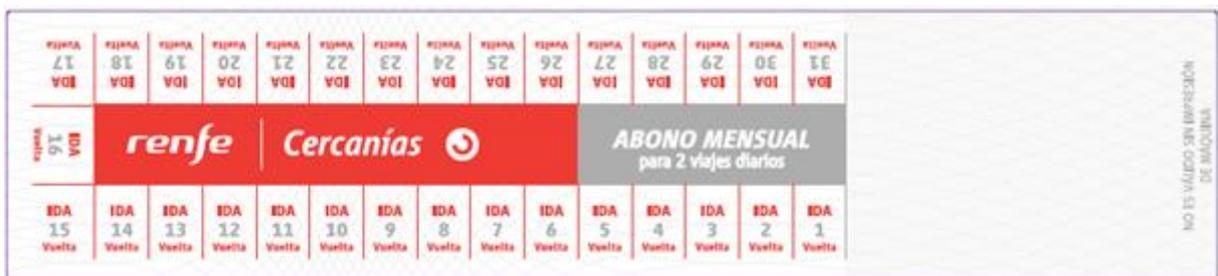 Vuelta Vuelta Vuelta Vuelta Vuelta Vuelta Vuelta Vuelta Vuelta Vuelta Vuelta Vuelta Vuelta Vuelta Vuelta
17 18 19 20 21 22 23 24 25 26 27 28 29 30 31
IDA IDA IDA IDA IDA IDA IDA IDA IDA IDA IDA IDA IDA IDA IDA
IDA
16
Vuelta
renfe Cercanías
ABONO MENSUAL
para 2 viajes diarios
IDA IDA IDA IDA IDA IDA IDA IDA IDA IDA IDA IDA IDA IDA IDA
15 14 13 12 11 10 9 8 7 6 5 4 3 2 1
Vuelta Vuelta Vuelta Vuelta Vuelta Vuelta Vuelta Vuelta Vuelta Vuelta Vuelta Vuelta Vuelta Vuelta Vuelta
NO ES VÁLIDO SIN IMPRESIÓN
DE MÁQUINA